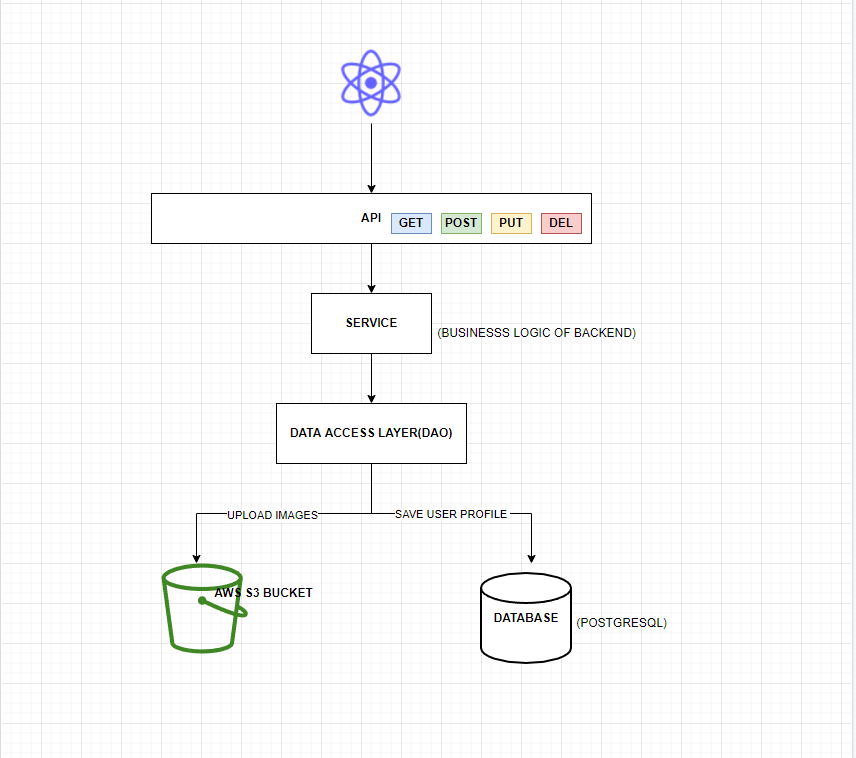 API
GET
POST
PUT
DEL
SERVICE
(BUSINESSS LOGIC OF BACKEND)
DATA ACCESS LAYER(DAO)
UPLOAD IMAGES
SAVE USER PROFILE
AWS S3 BUCKET
DATABASE
(POSTGRESQL)